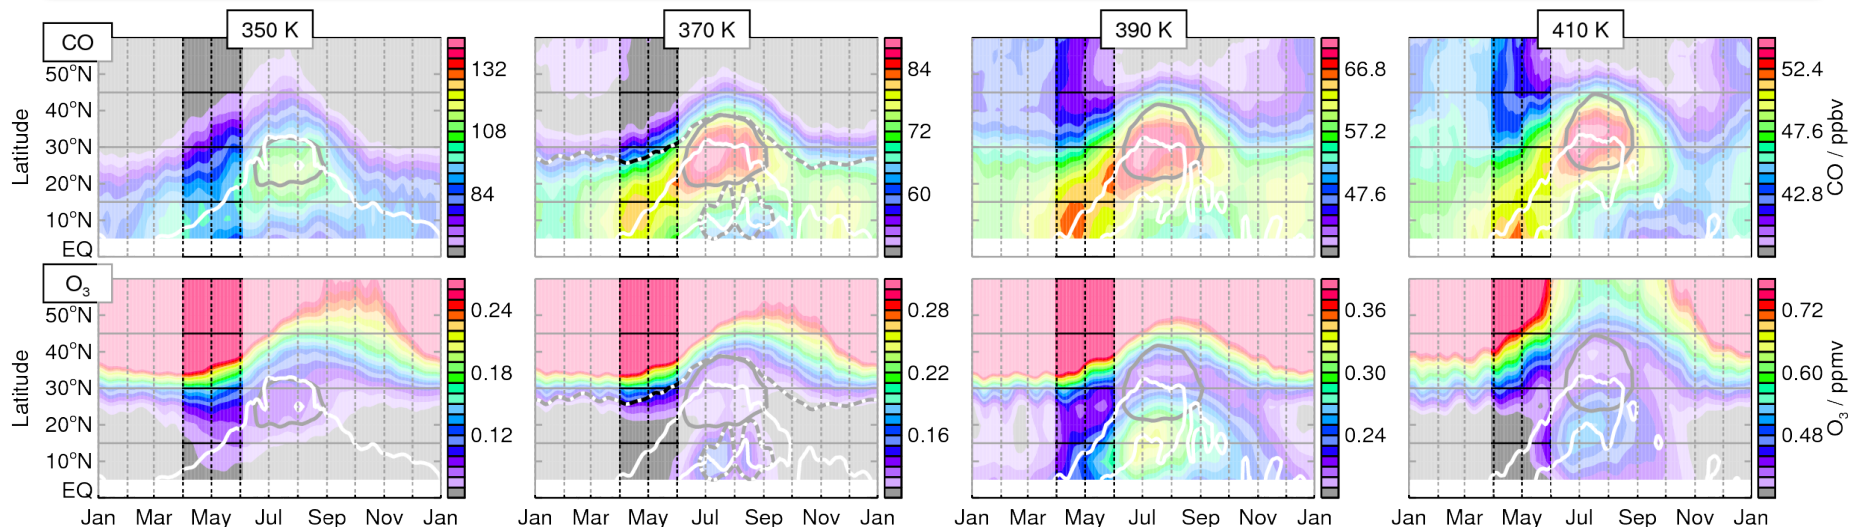 350 K 370 K 390 K 410 K
CO
50°N
40°N
30°N
20°N
10°N
EQ
Latitude
132
108
84
84
72
60
66.8
57.2
47.6
52.4
47.6
42.8
CO / ppbv
O₃
50°N
40°N
30°N
20°N
10°N
EQ
Latitude
0.24
0.18
0.12
0.28
0.22
0.16
0.36
0.30
0.24
0.72
0.60
0.48
O₃ / ppmv
Jan Mar May Jul Sep Nov Jan
Jan Mar May Jul Sep Nov Jan
Jan Mar May Jul Sep Nov Jan
Jan Mar May Jul Sep Nov Jan